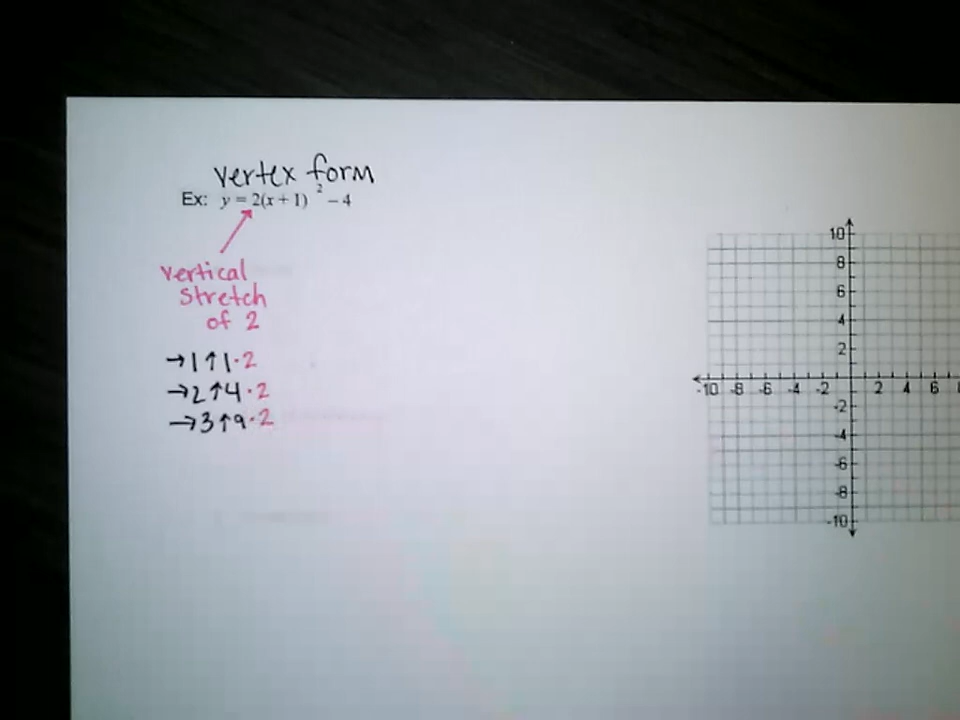 vertex form
Ex: y = 2(x + 1)² – 4
vertical
stretch
of 2
→1↑1·2
→2↑4·2
→3↑9·2
10
8
6
4
2
-10 -8 -6 -4 -2 2 4 6 8
-2
-4
-6
-8
-10